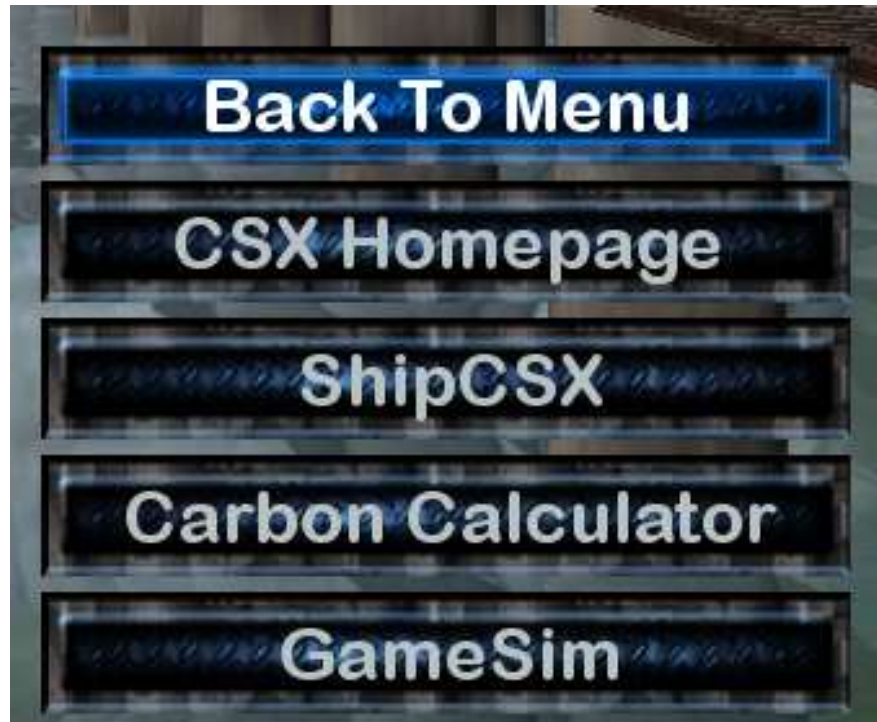 Back To Menu
CSX Homepage
ShipCSX
Carbon Calculator
GameSim